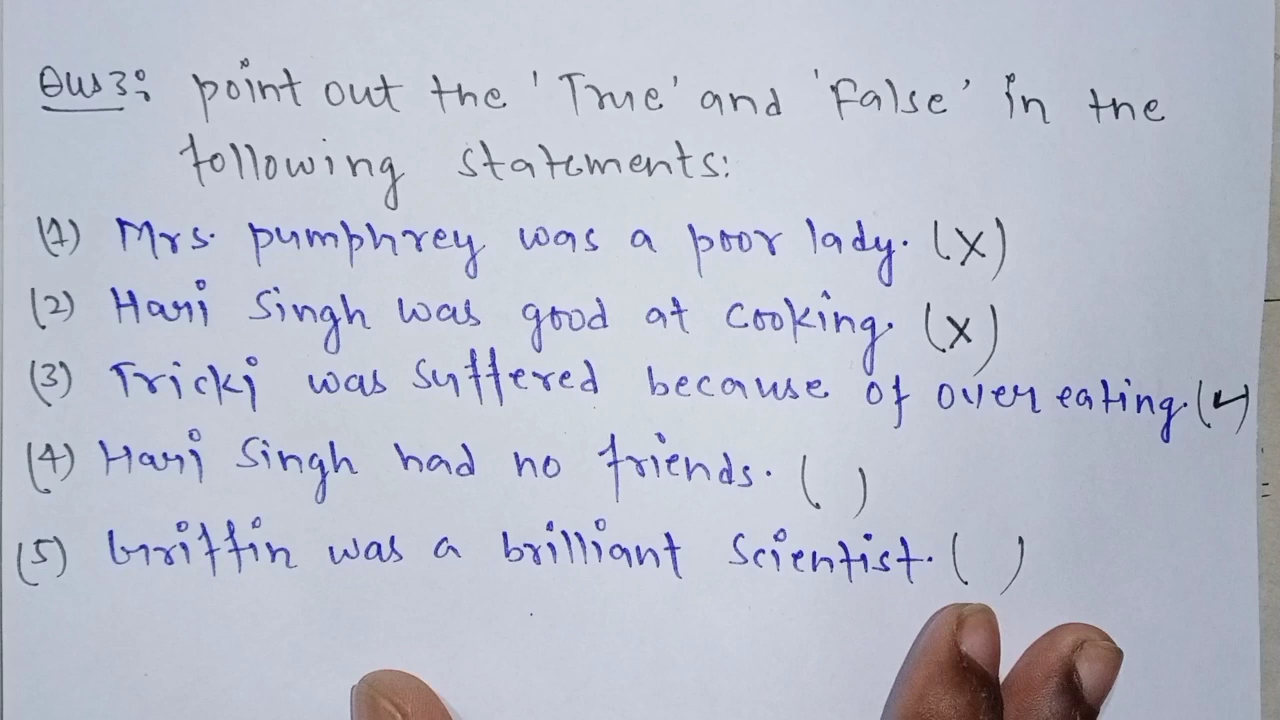 Qus 3: point out the 'True' and 'False' in the
following statements:
(1) Mrs. pumphrey was a poor lady. (X)
(2) Hari Singh was good at cooking. (X)
(3) Tricki was suffered because of over eating. (✓)
(4) Hari Singh had no friends. ( )
(5) Griffin was a brilliant Scientist. ( )